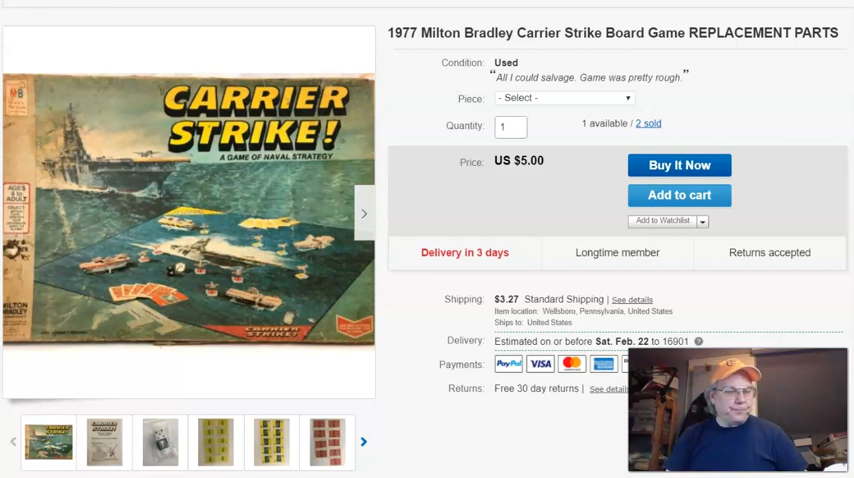 1977 Milton Bradley Carrier Strike Board Game REPLACEMENT PARTS
CARRIER
STRIKE!
A GAME OF NAVAL STRATEGY
AGES
8 to
ADULT
MILTON
BRADLEY
CARRIER
STRIKE!
Condition: Used
“All I could salvage. Game was pretty rough.”
Piece: - Select -
Quantity: 1 1 available / 2 sold
Price: US $5.00
Buy It Now
Add to cart
Add to Watchlist
Delivery in 3 days Longtime member Returns accepted
Shipping: $3.27 Standard Shipping | See details
Item location: Wellsboro, Pennsylvania, United States
Ships to: United States
Delivery: Estimated on or before Sat. Feb. 22 to 16901
Payments: PayPal VISA
Returns: Free 30 day returns | See details